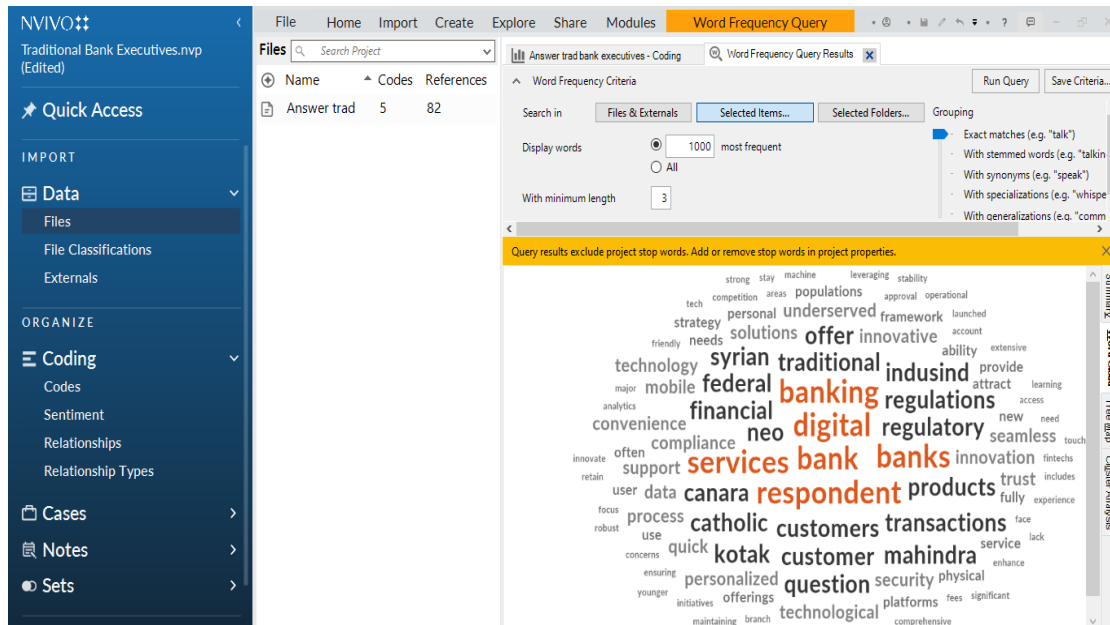 NVIVO
Traditional Bank Executives.nvp
(Edited)
Quick Access
IMPORT
Data
Files
File Classifications
Externals
ORGANIZE
Coding
Codes
Sentiment
Relationships
Relationship Types
Cases
Notes
Sets
File Home Import Create Explore Share Modules Word Frequency Query
Files Search Project
Name Codes References
Answer trad 5 82
Answer trad bank executives - Coding Word Frequency Query Results
Word Frequency Criteria Run Query Save Criteria...
Search in Files & Externals Selected Items... Selected Folders... Grouping
Exact matches (e.g. "talk")
Display words 1000 most frequent With stemmed words (e.g. "talkin
All With synonyms (e.g. "speak")
With minimum length 3 With specializations (e.g. "whispe
With generalizations (e.g. "comm
Query results exclude project stop words. Add or remove stop words in project properties.
strong stay machine leveraging stability
tech competition areas populations approval operational
strategy personal underserved framework launched
friendly needs solutions offer innovative account
technology syrian traditional ability extensive
major mobile federal banking indusind provide attract learning
analytics financial regulations access
convenience neo digital regulatory new need
often compliance seamless touch
innovate support services bank banks innovation fintechs
retain user data canara respondent products trust includes
fully experience
focus process catholic customers transactions face
robust use lack
concerns quick kotak customer mahindra service enhance
ensuring personalized question security physical
younger initiatives offerings platforms fees significant
maintaining branch technological comprehensive
Summary
Cluster Analysis